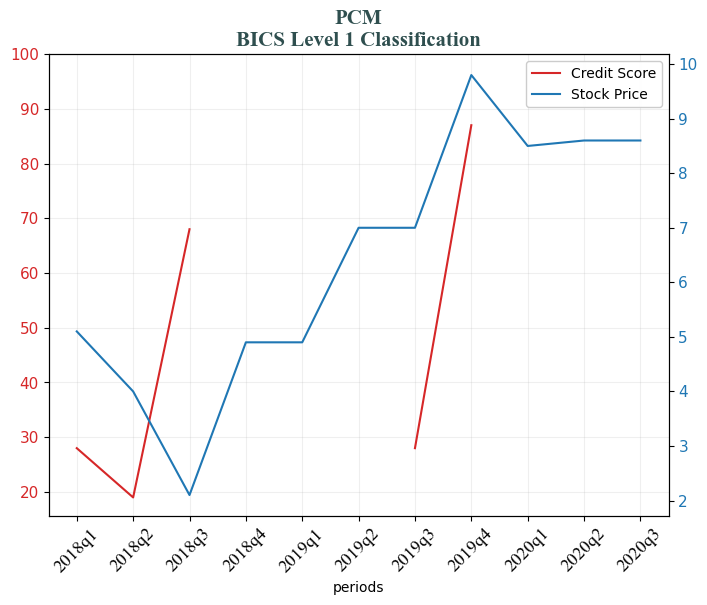 PCM
BICS Level 1 Classification
100
90
80
70
60
50
40
30
20
10
9
8
7
6
5
4
3
2
Credit Score
Stock Price
2018q1
2018q2
2018q3
2018q4
2019q1
2019q2
2019q3
2019q4
2020q1
2020q2
2020q3
periods